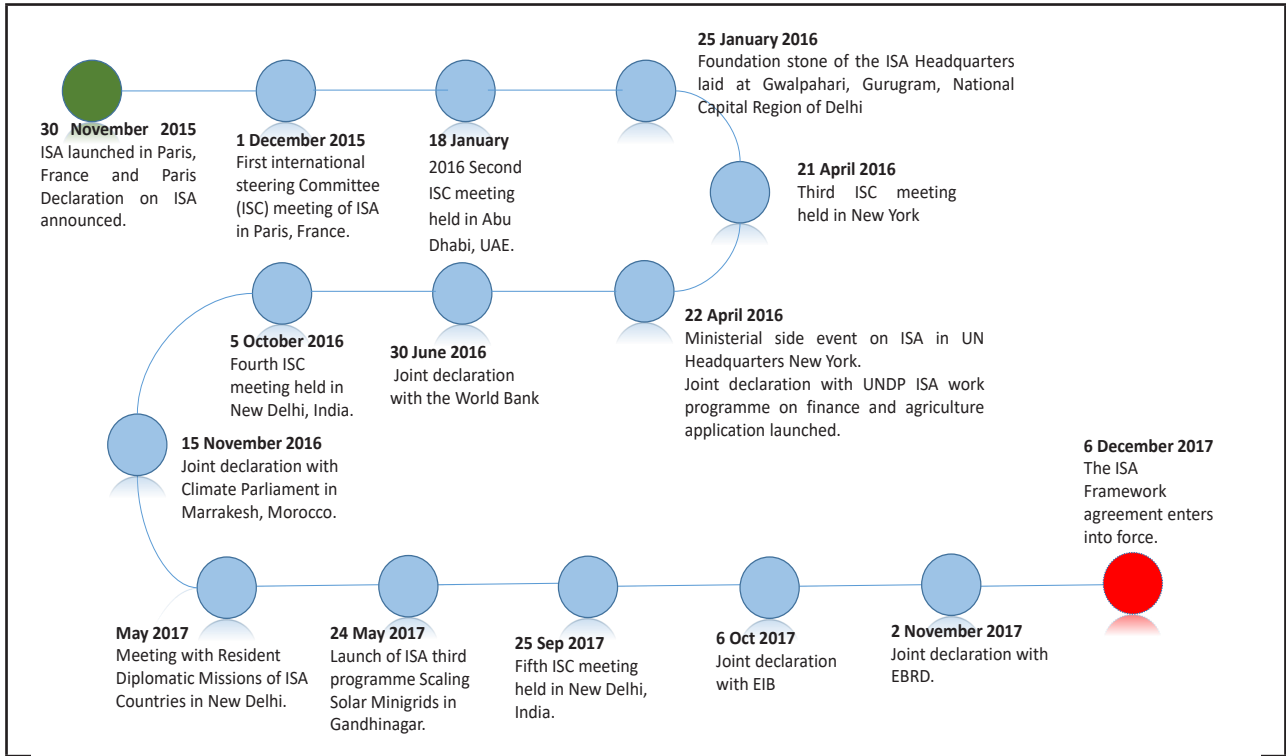 30 November 2015
ISA launched in Paris,
France and Paris
Declaration on ISA
announced.
1 December 2015
First international
steering Committee
(ISC) meeting of ISA
in Paris, France.
18 January
2016 Second
ISC meeting
held in Abu
Dhabi, UAE.
25 January 2016
Foundation stone of the ISA Headquarters
laid at Gwalpahari, Gurugram, National
Capital Region of Delhi
21 April 2016
Third ISC meeting
held in New York
22 April 2016
Ministerial side event on ISA in UN
Headquarters New York.
Joint declaration with UNDP ISA work
programme on finance and agriculture
application launched.
30 June 2016
Joint declaration
with the World Bank
5 October 2016
Fourth ISC
meeting held in
New Delhi, India.
15 November 2016
Joint declaration with
Climate Parliament in
Marrakesh, Morocco.
May 2017
Meeting with Resident
Diplomatic Missions of ISA
Countries in New Delhi.
24 May 2017
Launch of ISA third
programme Scaling
Solar Minigrids in
Gandhinagar.
25 Sep 2017
Fifth ISC meeting
held in New Delhi,
India.
6 Oct 2017
Joint declaration
with EIB
2 November 2017
Joint declaration with
EBRD.
6 December 2017
The ISA
Framework
agreement enters
into force.